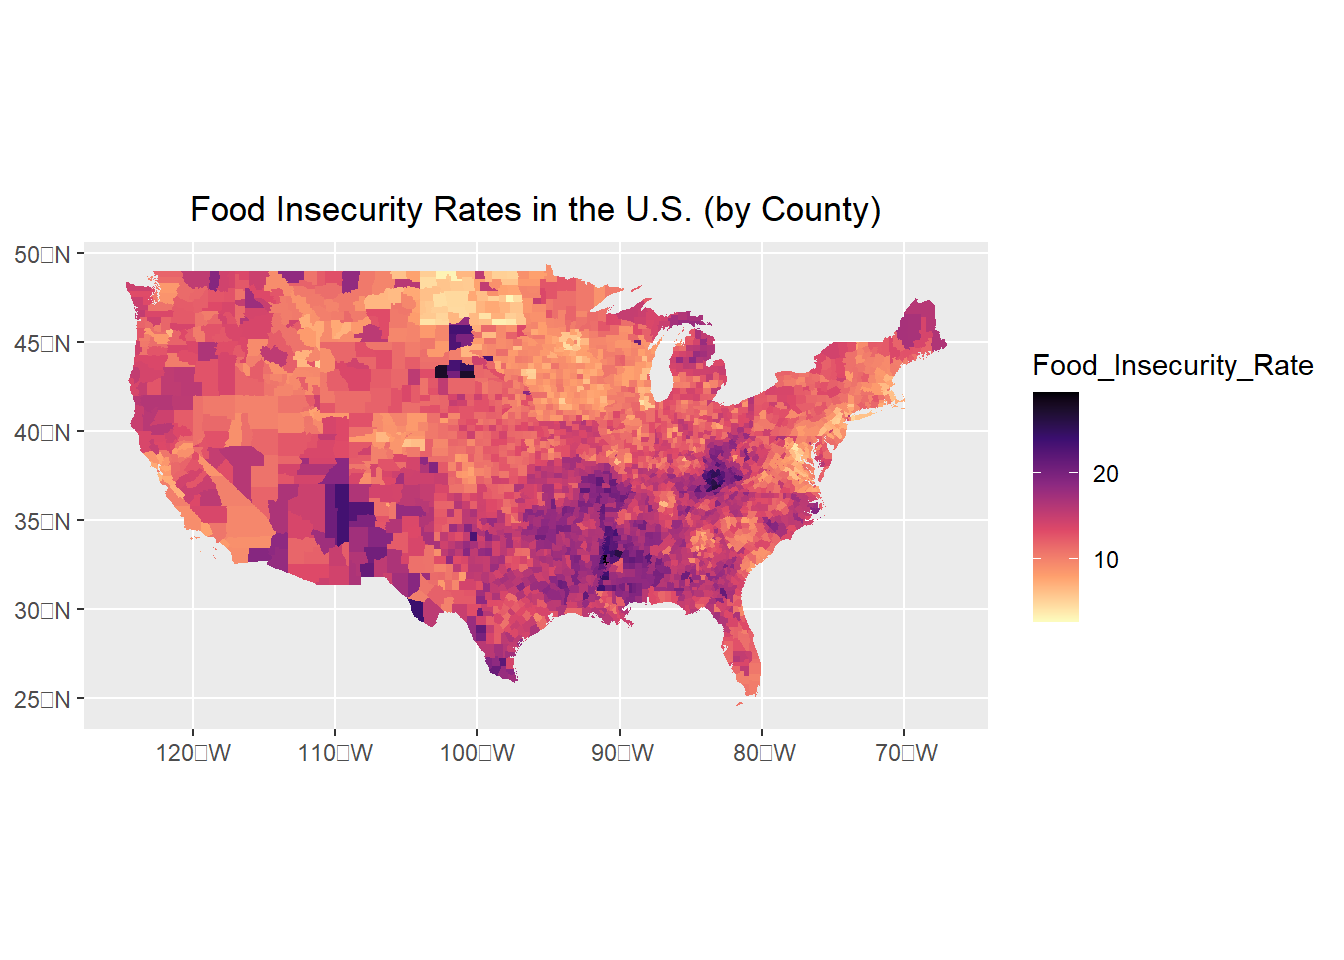 Food Insecurity Rates in the U.S. (by County)
50□N
45□N
40□N
35□N
30□N
25□N
120□W
110□W
100□W
90□W
80□W
70□W
Food_Insecurity_Rate
20
10